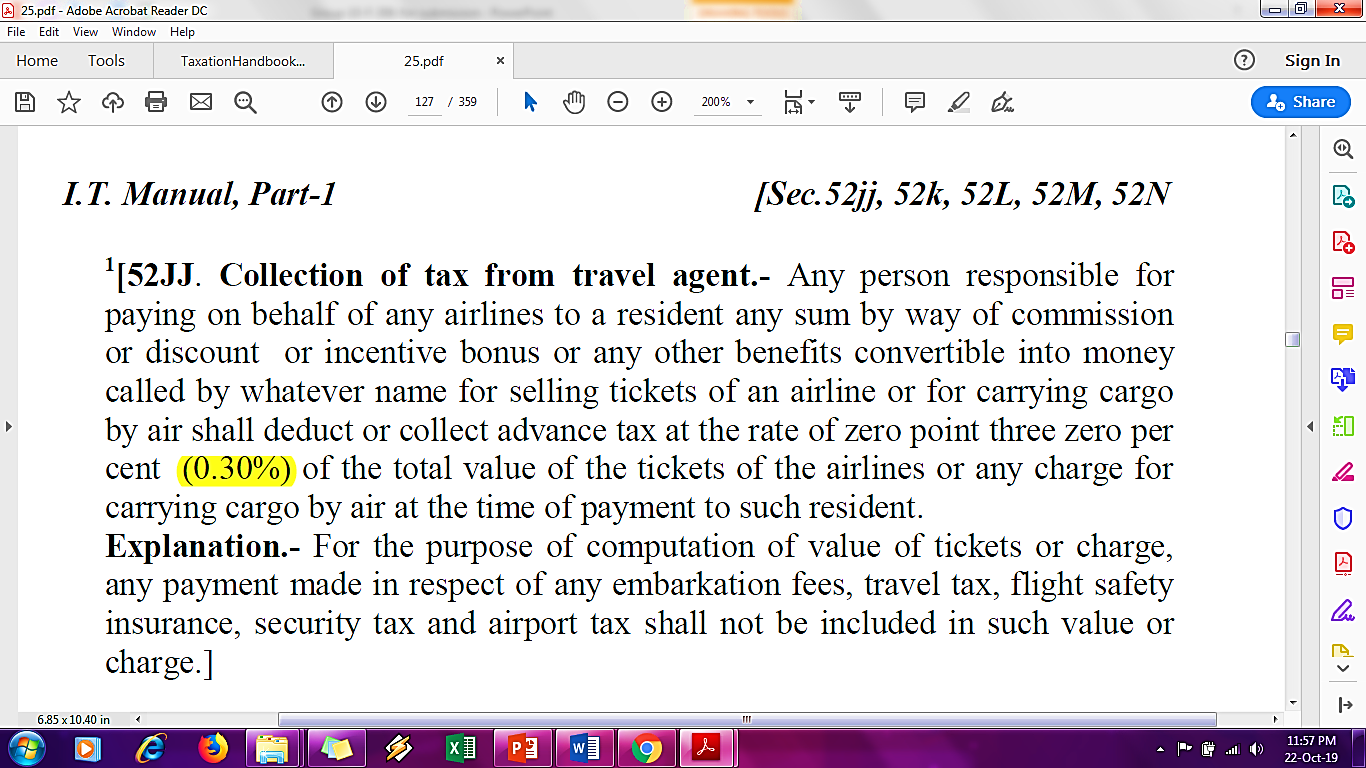 25.pdf - Adobe Acrobat Reader DC
File Edit View Window Help
Home Tools TaxationHandbook... 25.pdf × ? Sign In
127 / 359 200% Share
I.T. Manual, Part-1 [Sec.52jj, 52k, 52L, 52M, 52N
1[52JJ. Collection of tax from travel agent.- Any person responsible for
paying on behalf of any airlines to a resident any sum by way of commission
or discount or incentive bonus or any other benefits convertible into money
called by whatever name for selling tickets of an airline or for carrying cargo
by air shall deduct or collect advance tax at the rate of zero point three zero per
cent (0.30%) of the total value of the tickets of the airlines or any charge for
carrying cargo by air at the time of payment to such resident.
Explanation.- For the purpose of computation of value of tickets or charge,
any payment made in respect of any embarkation fees, travel tax, flight safety
insurance, security tax and airport tax shall not be included in such value or
charge.]
6.85 x 10.40 in
11:57 PM
22-Oct-19